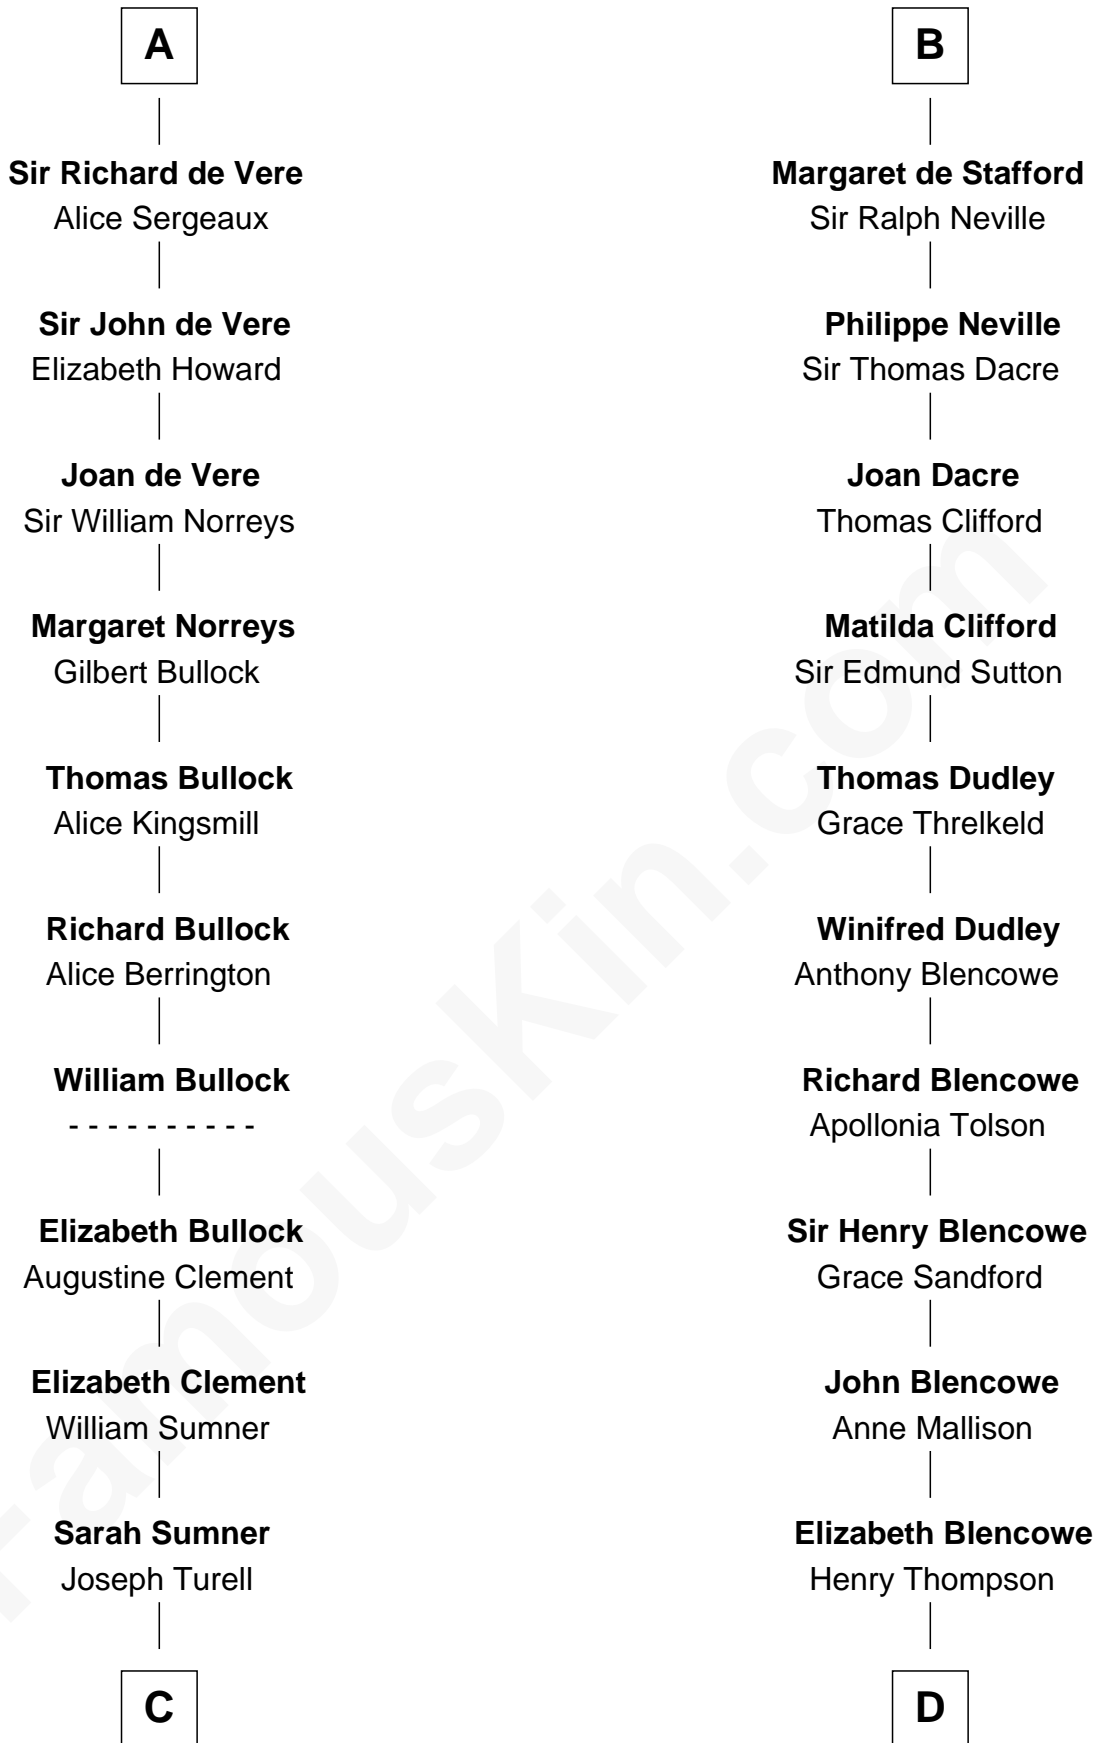 A
Sir Richard de Vere
Alice Sergeaux
Sir John de Vere
Elizabeth Howard
Joan de Vere
Sir William Norreys
Margaret Norreys
Gilbert Bullock
Thomas Bullock
Alice Kingsmill
Richard Bullock
Alice Berrington
William Bullock
- - - - - - - - - -
Elizabeth Bullock
Augustine Clement
Elizabeth Clement
William Sumner
Sarah Sumner
Joseph Turell
C
B
Margaret de Stafford
Sir Ralph Neville
Philippe Neville
Sir Thomas Dacre
Joan Dacre
Thomas Clifford
Matilda Clifford
Sir Edmund Sutton
Thomas Dudley
Grace Threlkeld
Winifred Dudley
Anthony Blencowe
Richard Blencowe
Apollonia Tolson
Sir Henry Blencowe
Grace Sandford
John Blencowe
Anne Mallison
Elizabeth Blencowe
Henry Thompson
D
FamousKin.com